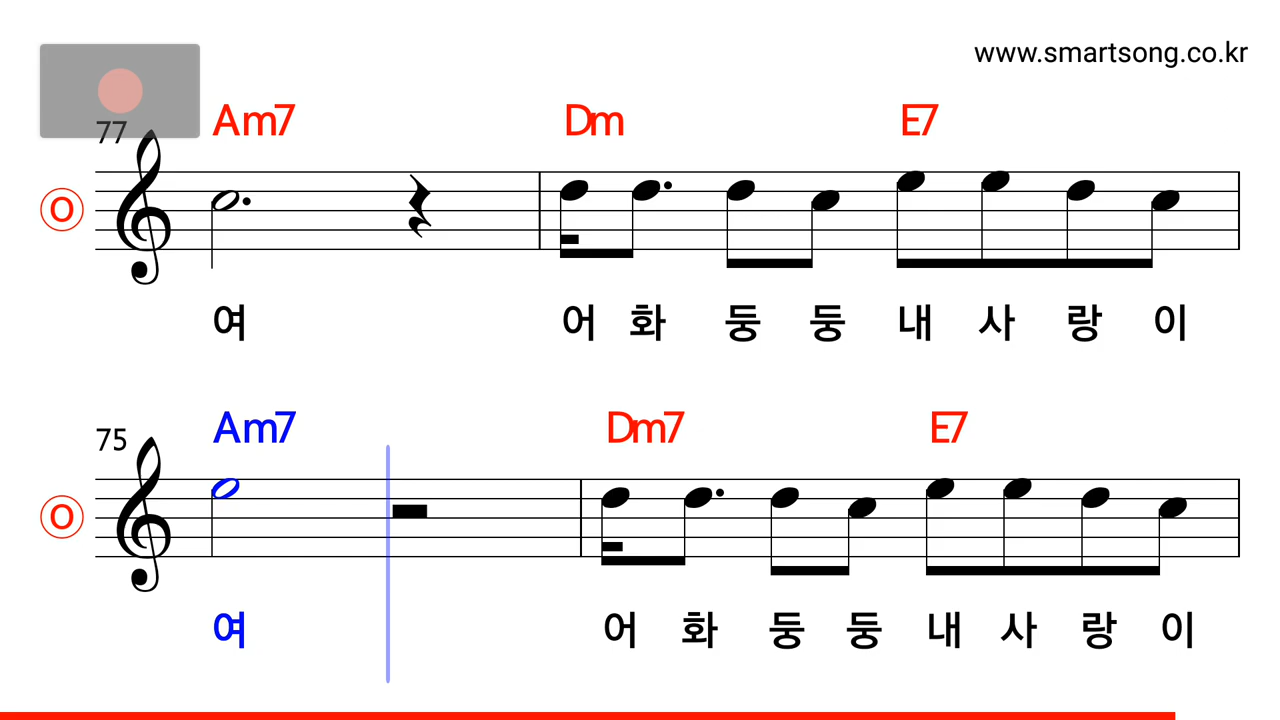 www.smartsong.co.kr
77 Am7 Dm E7
O
여 어 화 둥 둥 내 사 랑 이
75 Am7 Dm7 E7
O
여 어 화 둥 둥 내 사 랑 이